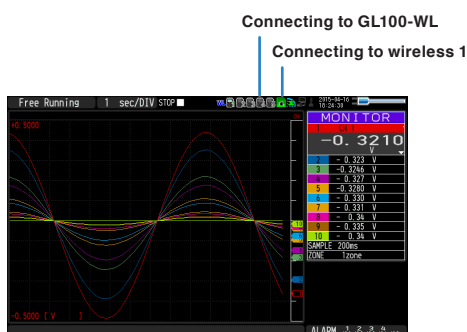 Connecting to GL100-WL
Connecting to wireless 1
Free Running 1 sec/DIV STOP
2015-04-16
18:24:30
+0.5000
-0.5000 [ V ]
MONITOR
1 CH 1
-0.3210
V
2 - 0.323 V
3 -0.3246 V
4 - 0.327 V
5 -0.3280 V
6 - 0.330 V
7 - 0.331 V
8 - 0.34 V
9 - 0.335 V
10 - 0.34 V
SAMPLE 200ms
ZONE 1zone
ALARM 1 2 3 4